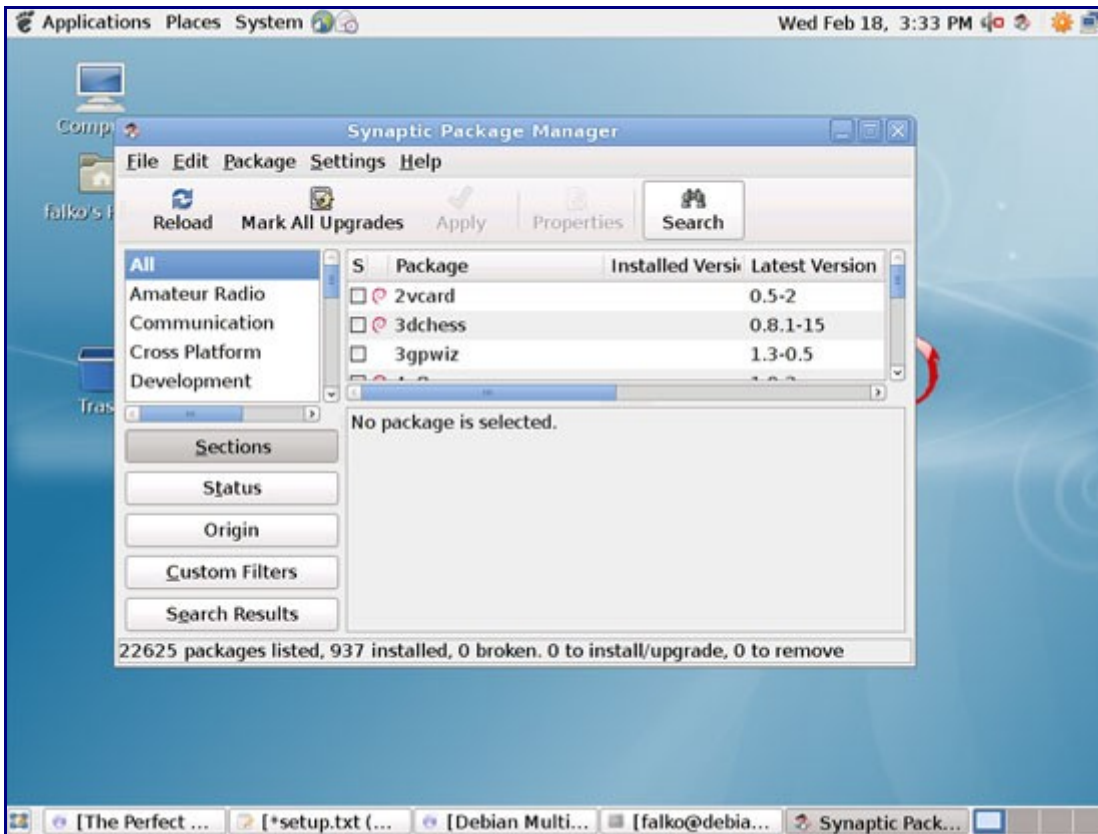 Applications Places System Wed Feb 18, 3:33 PM
Comp
Synaptic Package Manager
File Edit Package Settings Help
falko's
Reload Mark All Upgrades Apply Properties Search
All
Amateur Radio
Communication
Cross Platform
Development
S Package Installed Versi Latest Version
2vcard 0.5-2
3dchess 0.8.1-15
3gpwiz 1.3-0.5
Tras
No package is selected.
Sections
Status
Origin
Custom Filters
Search Results
22625 packages listed, 937 installed, 0 broken. 0 to install/upgrade, 0 to remove
[The Perfect ... [*setup.txt (... [Debian Multi... [falko@debia... Synaptic Pack...